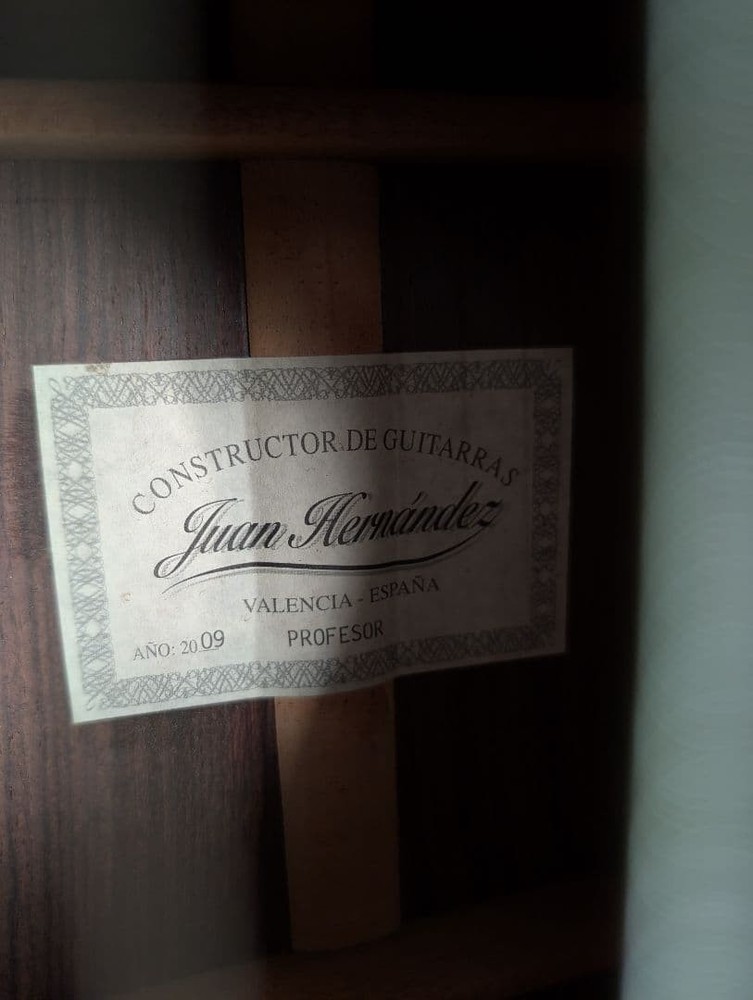 CONSTRUCTOR DE GUITARRAS
Juan Hernández
VALENCIA - ESPAÑA
AÑO: 2009 PROFESOR